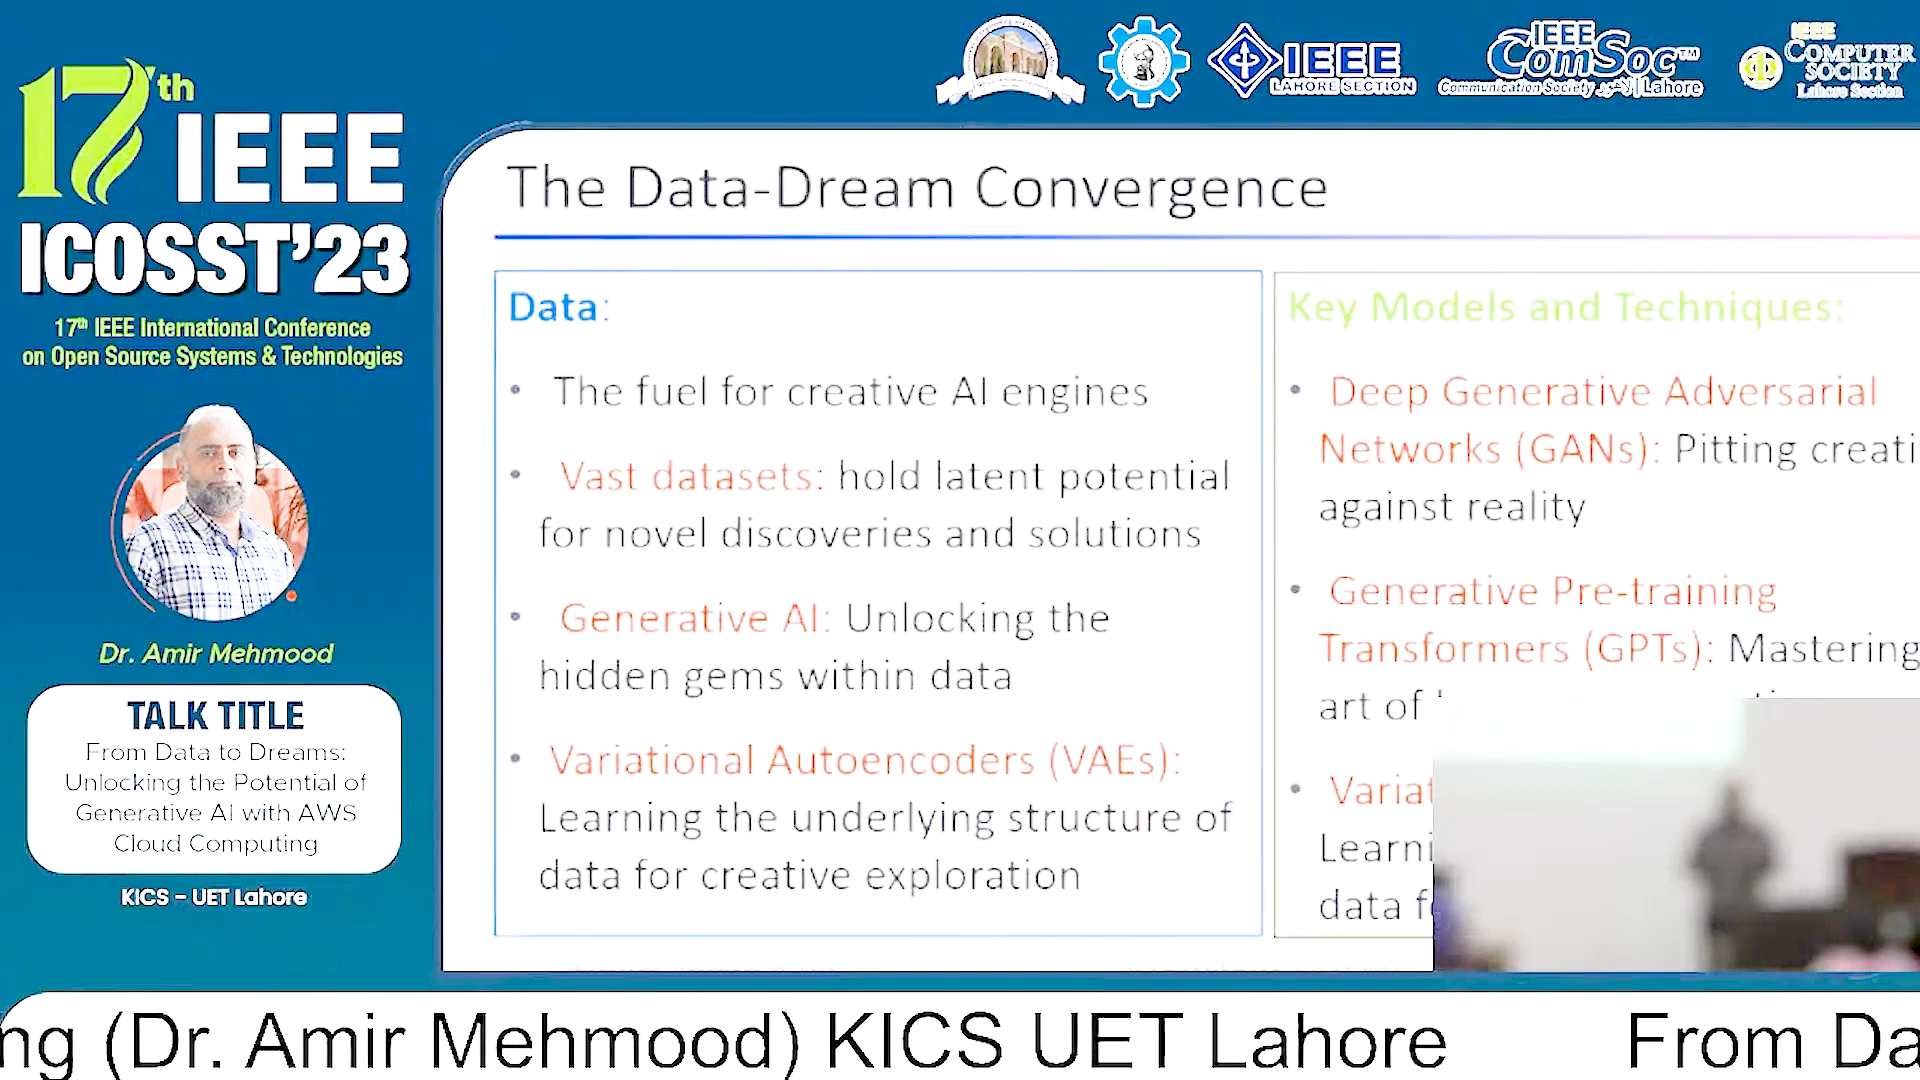 17th
IEEE
ICOSST'23
17th IEEE International Conference
on Open Source Systems & Technologies
Dr. Amir Mehmood
TALK TITLE
From Data to Dreams:
Unlocking the Potential of
Generative AI with AWS
Cloud Computing
KICS – UET Lahore
IEEE
LAHORE SECTION
IEEE
ComSoc™
Communication Society لاہور Lahore
IEEE
COMPUTER
SOCIETY
Lahore Section
The Data-Dream Convergence
Data:
• The fuel for creative AI engines
• Vast datasets: hold latent potential
for novel discoveries and solutions
• Generative AI: Unlocking the
hidden gems within data
• Variational Autoencoders (VAEs):
Learning the underlying structure of
data for creative exploration
Key Models and Techniques:
• Deep Generative Adversarial
Networks (GANs): Pitting creati
against reality
• Generative Pre-training
Transformers (GPTs): Mastering
art of
• Variat
Learni
data f
ng (Dr. Amir Mehmood) KICS UET Lahore From Da